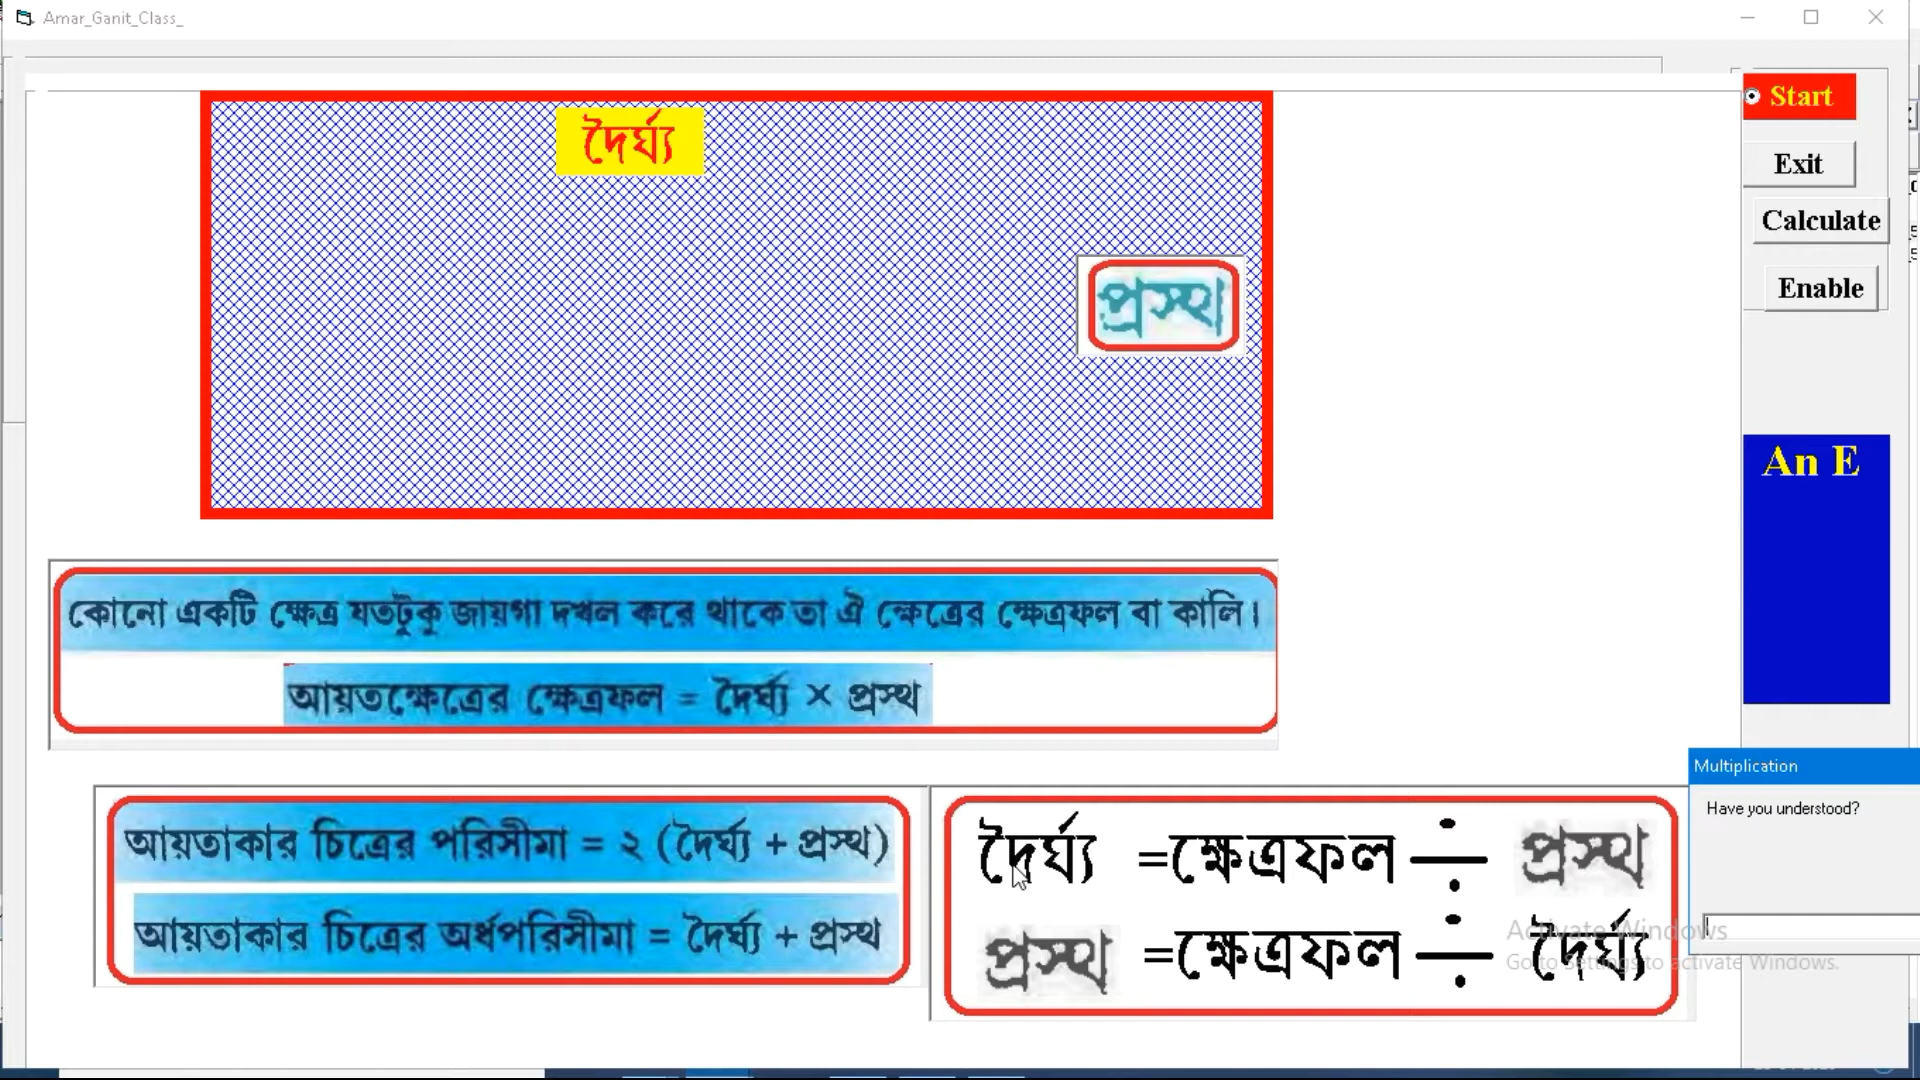 Amar_Ganit_Class_
দৈর্ঘ্য
প্রস্থ
Start
Exit
Calculate
Enable
An E
কোনো একটি ক্ষেত্র যতটুকু জায়গা দখল করে থাকে তা ঐ ক্ষেত্রের ক্ষেত্রফল বা কালি।
আয়তক্ষেত্রের ক্ষেত্রফল = দৈর্ঘ্য × প্রস্থ
আয়তাকার চিত্রের পরিসীমা = ২ (দৈর্ঘ্য + প্রস্থ)
আয়তাকার চিত্রের অর্ধপরিসীমা = দৈর্ঘ্য + প্রস্থ
দৈর্ঘ্য =ক্ষেত্রফল ÷ প্রস্থ
প্রস্থ =ক্ষেত্রফল ÷ দৈর্ঘ্য
Multiplication
Have you understood?
Activate Windows
Go to Settings to activate Windows.